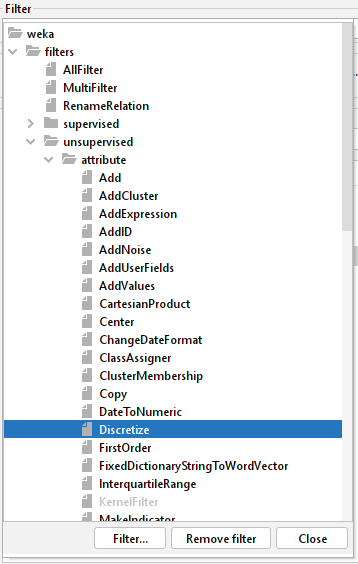 Filter
weka
filters
AllFilter
MultiFilter
RenameRelation
supervised
unsupervised
attribute
Add
AddCluster
AddExpression
AddID
AddNoise
AddUserFields
AddValues
CartesianProduct
Center
ChangeDateFormat
ClassAssigner
ClusterMembership
Copy
DateToNumeric
Discretize
FirstOrder
FixedDictionaryStringToWordVector
InterquartileRange
KernelFilter
MakeIndicator
Filter... Remove filter Close